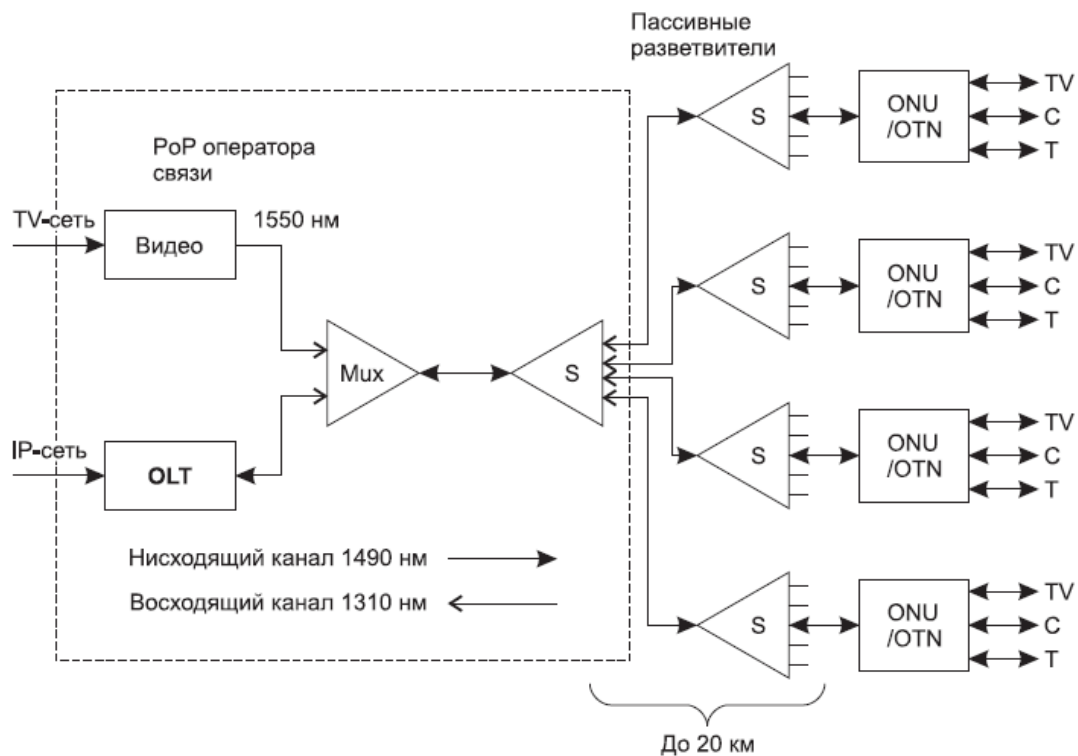 Пассивные
разветвители
PoP оператора
связи
TV-сеть
Видео
1550 нм
Mux
S
IP-сеть
OLT
Нисходящий канал 1490 нм
Восходящий канал 1310 нм
S
ONU
/OTN
TV
C
T
S
ONU
/OTN
TV
C
T
S
ONU
/OTN
TV
C
T
S
ONU
/OTN
TV
C
T
До 20 км